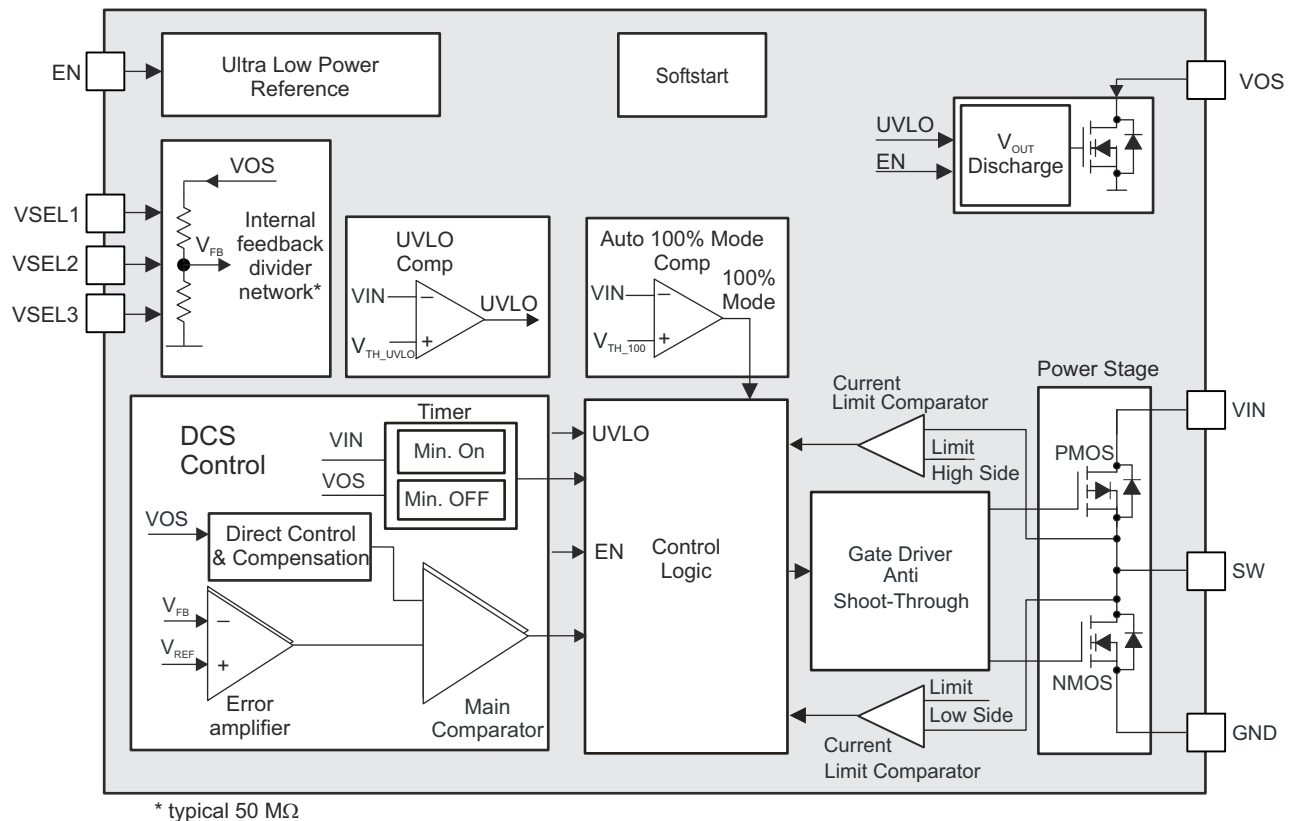 EN
Ultra Low Power
Reference
Softstart
VOS
UVLO
EN
VOUT
Discharge
VSEL1
VSEL2
VSEL3
VOS
VFB
Internal
feedback
divider
network*
UVLO
Comp
VIN
−
VTH_UVLO
+
UVLO
Auto 100% Mode
Comp
VIN
−
VTH_100
+
100%
Mode
DCS
Control
Timer
VIN
VOS
Min. On
Min. OFF
VOS
Direct Control
& Compensation
VFB
−
VREF
+
Error
amplifier
Main
Comparator
UVLO
EN
Control
Logic
Current
Limit Comparator
Limit
High Side
Gate Driver
Anti
Shoot-Through
Limit
Low Side
Current
Limit Comparator
Power Stage
PMOS
NMOS
VIN
SW
GND
* typical 50 MΩ